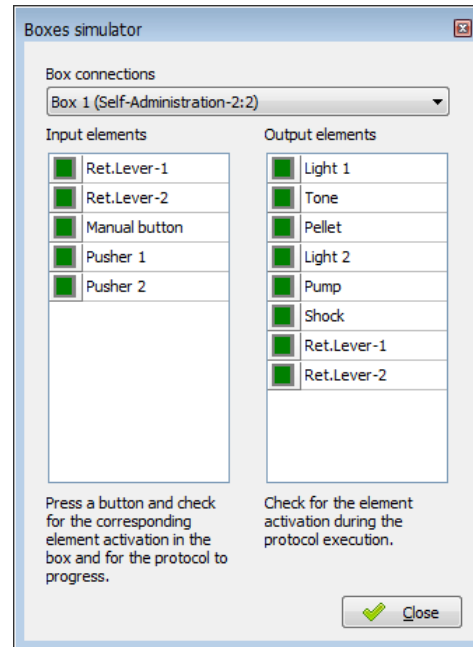 Boxes simulator
Box connections
Box 1 (Self-Administration-2:2)
Input elements
Ret.Lever-1
Ret.Lever-2
Manual button
Pusher 1
Pusher 2
Press a button and check
for the corresponding
element activation in the
box and for the protocol to
progress.
Output elements
Light 1
Tone
Pellet
Light 2
Pump
Shock
Ret.Lever-1
Ret.Lever-2
Check for the element
activation during the
protocol execution.
Close